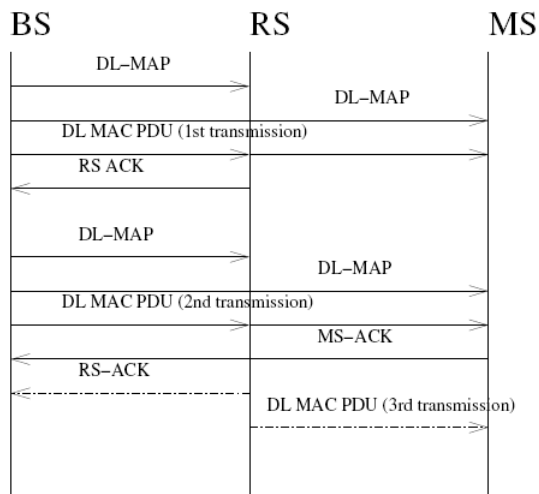 BS RS MS
DL–MAP
DL–MAP
DL MAC PDU (1st transmission)
RS ACK
DL–MAP
DL–MAP
DL MAC PDU (2nd transmission)
MS–ACK
RS–ACK
DL MAC PDU (3rd transmission)